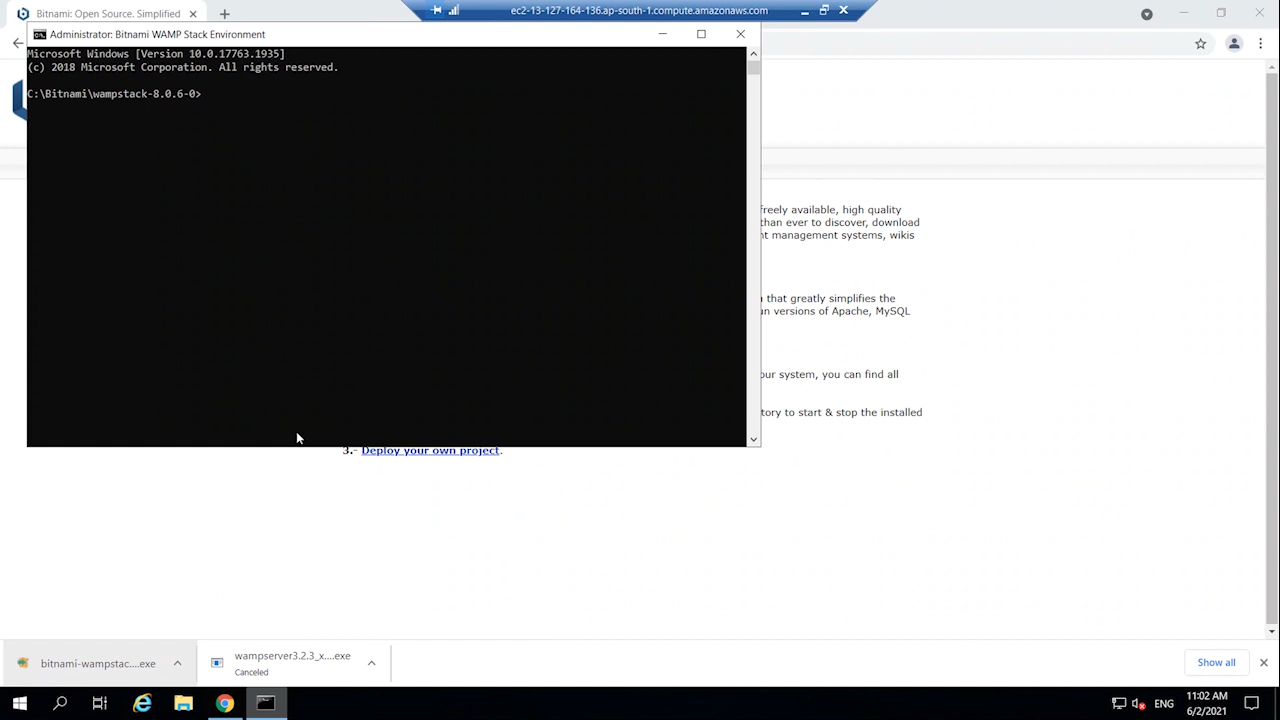 Bitnami: Open Source. Simplified
ec2-13-127-164-136.ap-south-1.compute.amazonaws.com
Administrator: Bitnami WAMP Stack Environment
Microsoft Windows [Version 10.0.17763.1935]
(c) 2018 Microsoft Corporation. All rights reserved.
C:\Bitnami\wampstack-8.0.6-0>
freely available, high quality
than ever to discover, download
nt management systems, wikis
that greatly simplifies the
un versions of Apache, MySQL
our system, you can find all
tory to start & stop the installed
3.- Deploy your own project.
bitnami-wampstac....exe
wampserver3.2.3_x....exe
Canceled
Show all
ENG
11:02 AM
6/2/2021